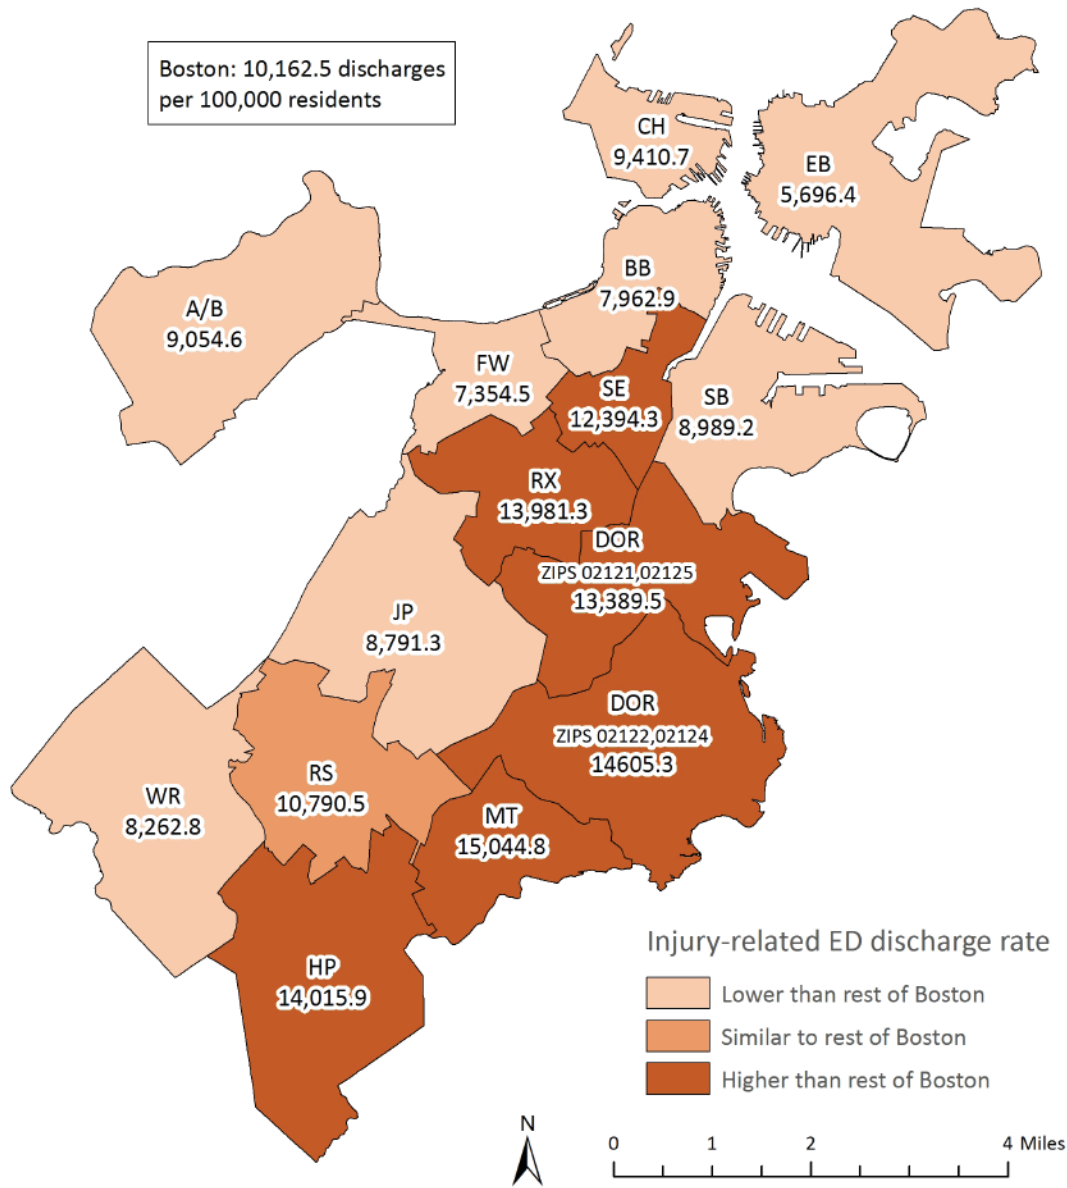 Boston: 10,162.5 discharges
per 100,000 residents
CH
9,410.7
EB
5,696.4
BB
7,962.9
A/B
9,054.6
FW
7,354.5
SE
12,394.3
SB
8,989.2
RX
13,981.3
DOR
ZIPS 02121,02125
13,389.5
JP
8,791.3
DOR
ZIPS 02122,02124
14605.3
RS
10,790.5
WR
8,262.8
MT
15,044.8
HP
14,015.9
Injury-related ED discharge rate
Lower than rest of Boston
Similar to rest of Boston
Higher than rest of Boston
N
0 1 2 4 Miles